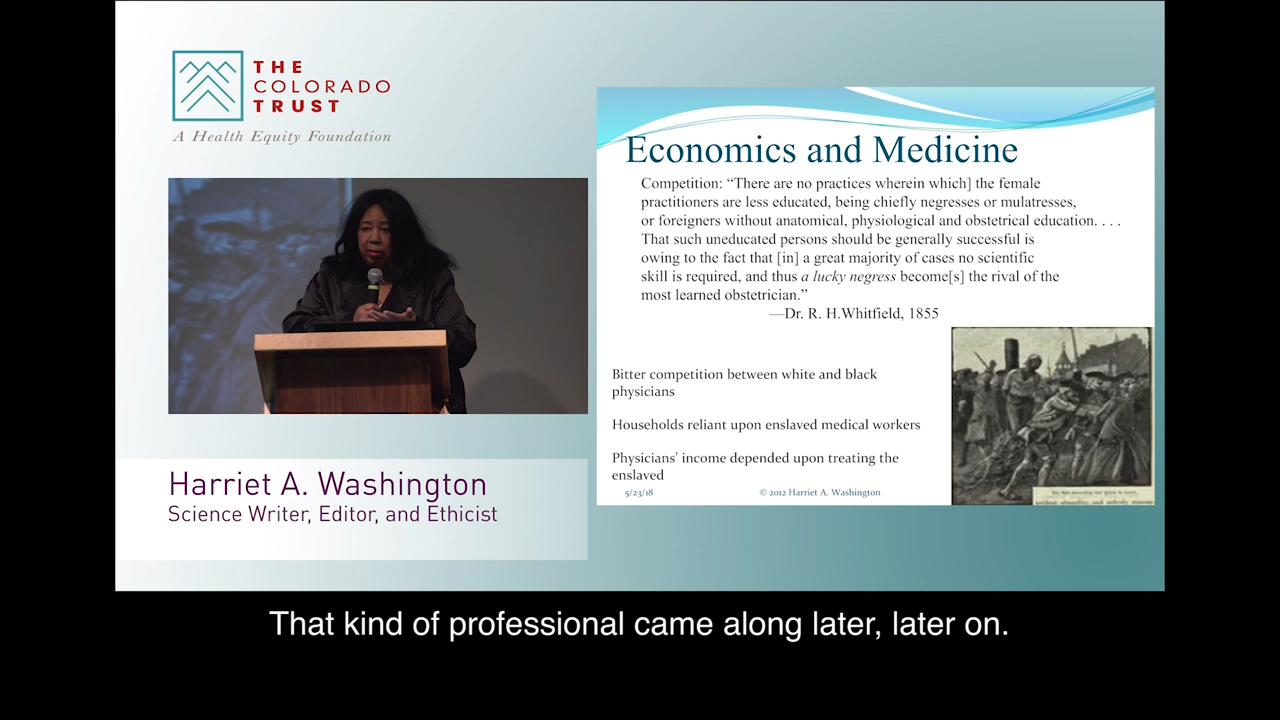 THE
COLORADO
TRUST
A Health Equity Foundation
Economics and Medicine
Competition: “There are no practices wherein which] the female
practitioners are less educated, being chiefly negresses or mulatresses,
or foreigners without anatomical, physiological and obstetrical education. . . .
That such uneducated persons should be generally successful is
owing to the fact that [in] a great majority of cases no scientific
skill is required, and thus a lucky negress become[s] the rival of the
most learned obstetrician.”
—Dr. R. H.Whitfield, 1855
Bitter competition between white and black
physicians
Households reliant upon enslaved medical workers
Physicians’ income depended upon treating the
enslaved
5/23/18 © 2012 Harriet A. Washington
Harriet A. Washington
Science Writer, Editor, and Ethicist
That kind of professional came along later, later on.